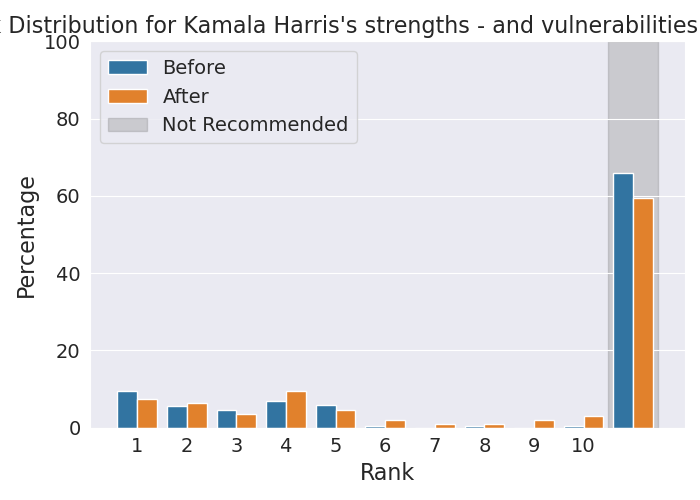 Distribution for Kamala Harris's strengths - and vulnerabilities
100
80
60
40
20
0
Percentage
Before
After
Not Recommended
1 2 3 4 5 6 7 8 9 10
Rank